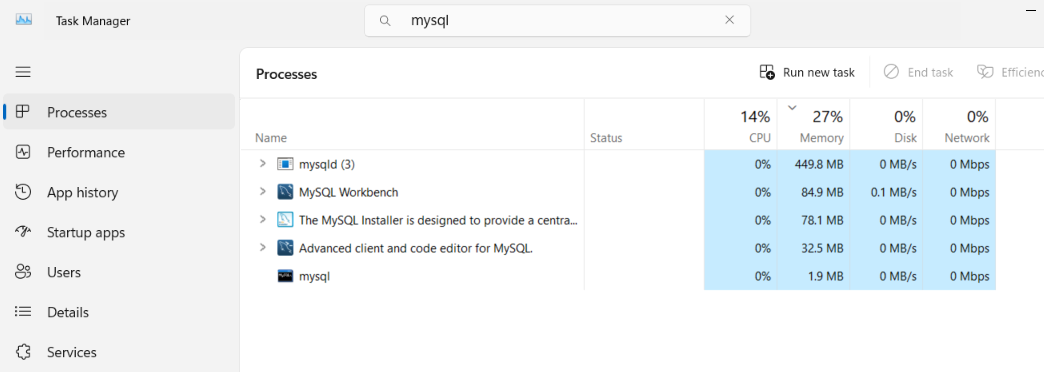 Task Manager
mysql
Processes
Performance
App history
Startup apps
Users
Details
Services
Processes
Run new task
End task
Efficienc
14% 27% 0% 0%
Name Status CPU Memory Disk Network
mysqld (3) 0% 449.8 MB 0 MB/s 0 Mbps
MySQL Workbench 0% 84.9 MB 0.1 MB/s 0 Mbps
The MySQL Installer is designed to provide a centra... 0% 78.1 MB 0 MB/s 0 Mbps
Advanced client and code editor for MySQL. 0% 32.5 MB 0 MB/s 0 Mbps
mysql 0% 1.9 MB 0 MB/s 0 Mbps